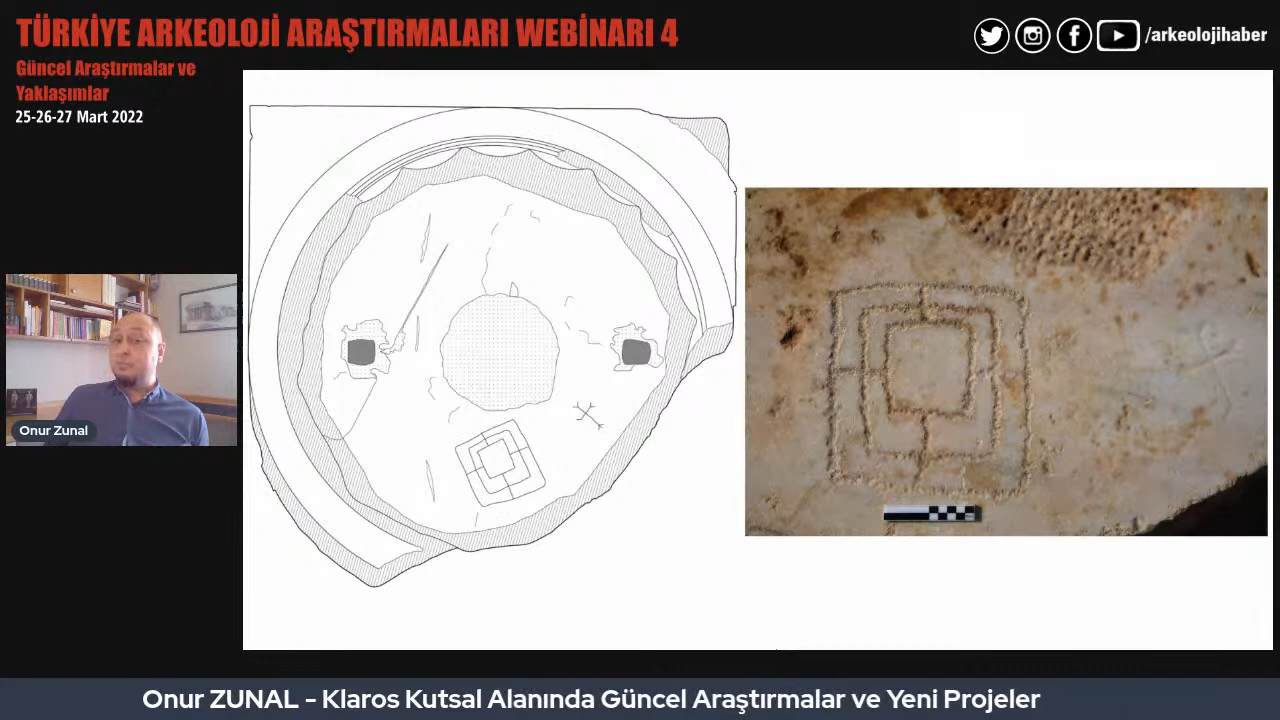 TÜRKİYE ARKEOLOJİ ARAŞTIRMALARI WEBİNARI 4
Güncel Araştırmalar ve
Yaklaşımlar
25-26-27 Mart 2022
/arkeolojihaber
Onur Zunal
Onur ZUNAL - Klaros Kutsal Alanında Güncel Araştırmalar ve Yeni Projeler